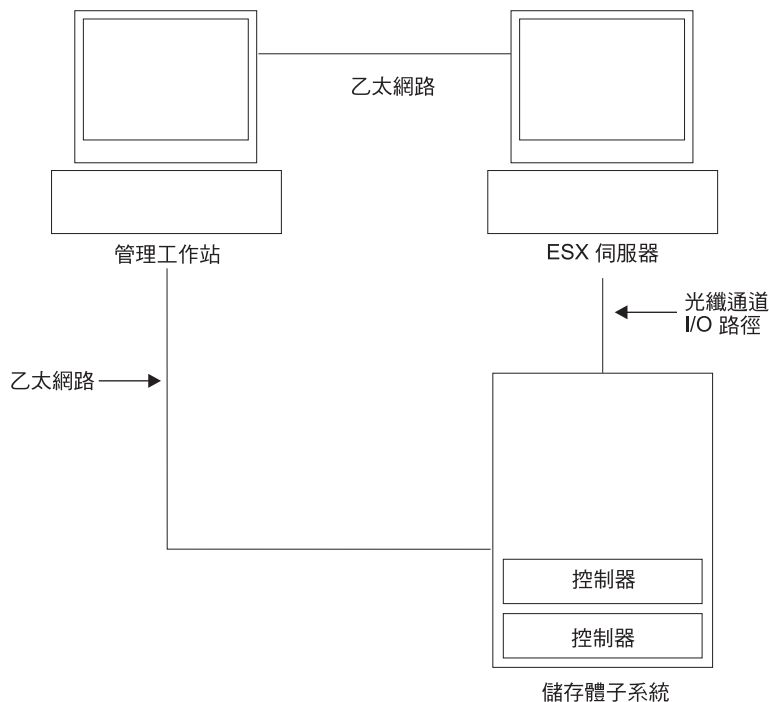 乙太網路
管理工作站
ESX 伺服器
光纖通道
I/O 路徑
乙太網路
控制器
控制器
儲存體子系統